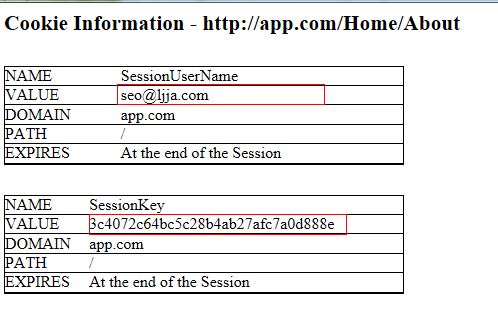 Cookie Information - http://app.com/Home/About
NAME SessionUserName
VALUE seo@ljja.com
DOMAIN app.com
PATH /
EXPIRES At the end of the Session
NAME SessionKey
VALUE 3c4072c64bc5c28b4ab27afc7a0d888e
DOMAIN app.com
PATH /
EXPIRES At the end of the Session